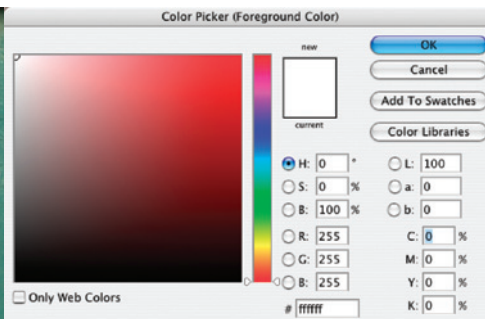 Color Picker (Foreground Color)
new
current
OK
Cancel
Add To Swatches
Color Libraries
H: 0 °
S: 0 %
B: 100 %
R: 255
G: 255
B: 255
# ffffff
L: 100
a: 0
b: 0
C: 0 %
M: 0 %
Y: 0 %
K: 0 %
Only Web Colors